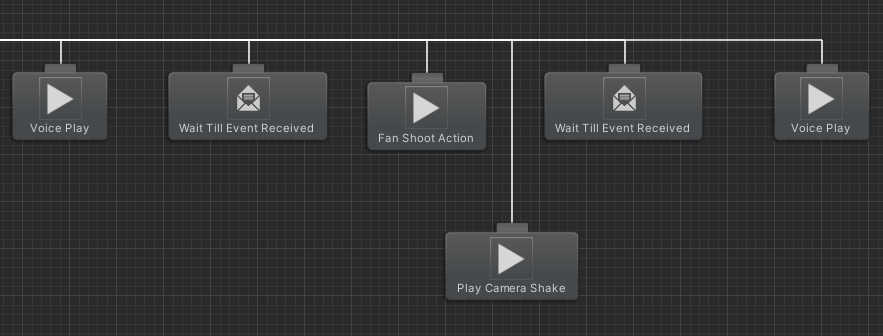 Voice Play
Wait Till Event Received
Fan Shoot Action
Wait Till Event Received
Voice Play
Play Camera Shake